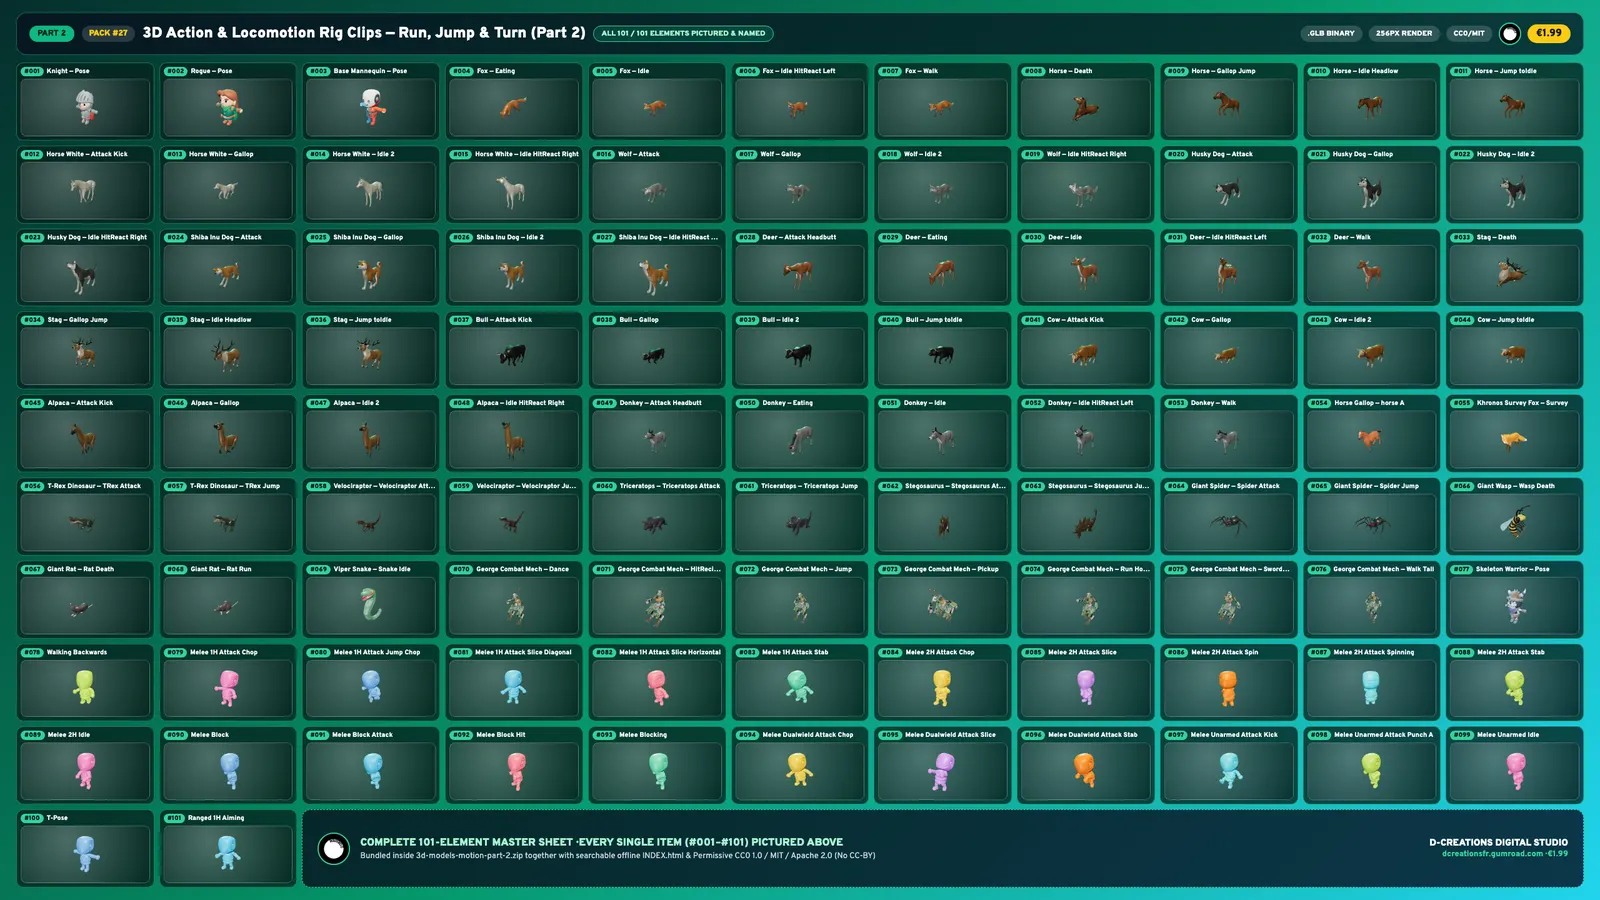 PART 2 PACK #27 3D Action & Locomotion Rig Clips – Run, Jump & Turn (Part 2) ALL 101 / 101 ELEMENTS PICTURED & NAMED .GLB BINARY 256PX RENDER CC0/MIT €1.99
#001 Knight – Pose
#002 Rogue – Pose
#003 Base Mannequin – Pose
#004 Fox – Eating
#005 Fox – Idle
#006 Fox – Idle HitReact Left
#007 Fox – Walk
#008 Horse – Death
#009 Horse – Gallop Jump
#010 Horse – Idle Headlow
#011 Horse – Jump toIdle
#012 Horse White – Attack Kick
#013 Horse White – Gallop
#014 Horse White – Idle 2
#015 Horse White – Idle HitReact Right
#016 Wolf – Attack
#017 Wolf – Gallop
#018 Wolf – Idle 2
#019 Wolf – Idle HitReact Right
#020 Husky Dog – Attack
#021 Husky Dog – Gallop
#022 Husky Dog – Idle 2
#023 Husky Dog – Idle HitReact Right
#024 Shiba Inu Dog – Attack
#025 Shiba Inu Dog – Gallop
#026 Shiba Inu Dog – Idle 2
#027 Shiba Inu Dog – Idle HitReact ...
#028 Deer – Attack Headbutt
#029 Deer – Eating
#030 Deer – Idle
#031 Deer – Idle HitReact Left
#032 Deer – Walk
#033 Stag – Death
#034 Stag – Gallop Jump
#035 Stag – Idle Headlow
#036 Stag – Jump toIdle
#037 Bull – Attack Kick
#038 Bull – Gallop
#039 Bull – Idle 2
#040 Bull – Jump toIdle
#041 Cow – Attack Kick
#042 Cow – Gallop
#043 Cow – Idle 2
#044 Cow – Jump toIdle
#045 Alpaca – Attack Kick
#046 Alpaca – Gallop
#047 Alpaca – Idle 2
#048 Alpaca – Idle HitReact Right
#049 Donkey – Attack Headbutt
#050 Donkey – Eating
#051 Donkey – Idle
#052 Donkey – Idle HitReact Left
#053 Donkey – Walk
#054 Horse Gallop – horse A
#055 Khronos Survey Fox – Survey
#056 T-Rex Dinosaur – TRex Attack
#057 T-Rex Dinosaur – TRex Jump
#058 Velociraptor – Velociraptor Att...
#059 Velociraptor – Velociraptor Ju...
#060 Triceratops – Triceratops Attack
#061 Triceratops – Triceratops Jump
#062 Stegosaurus – Stegosaurus At...
#063 Stegosaurus – Stegosaurus Ju...
#064 Giant Spider – Spider Attack
#065 Giant Spider – Spider Jump
#066 Giant Wasp – Wasp Death
#067 Giant Rat – Rat Death
#068 Giant Rat – Rat Run
#069 Viper Snake – Snake Idle
#070 George Combat Mech – Dance
#071 George Combat Mech – HitReci...
#072 George Combat Mech – Jump
#073 George Combat Mech – Pickup
#074 George Combat Mech – Run Ho...
#075 George Combat Mech – Sword...
#076 George Combat Mech – Walk Tall
#077 Skeleton Warrior – Pose
#078 Walking Backwards
#079 Melee 1H Attack Chop
#080 Melee 1H Attack Jump Chop
#081 Melee 1H Attack Slice Diagonal
#082 Melee 1H Attack Slice Horizontal
#083 Melee 1H Attack Stab
#084 Melee 2H Attack Chop
#085 Melee 2H Attack Slice
#086 Melee 2H Attack Spin
#087 Melee 2H Attack Spinning
#088 Melee 2H Attack Stab
#089 Melee 2H Idle
#090 Melee Block
#091 Melee Block Attack
#092 Melee Block Hit
#093 Melee Blocking
#094 Melee Dualwield Attack Chop
#095 Melee Dualwield Attack Slice
#096 Melee Dualwield Attack Stab
#097 Melee Unarmed Attack Kick
#098 Melee Unarmed Attack Punch A
#099 Melee Unarmed Idle
#100 T-Pose
#101 Ranged 1H Aiming
COMPLETE 101-ELEMENT MASTER SHEET · EVERY SINGLE ITEM (#001–#101) PICTURED ABOVE
Bundled inside 3d-models-motion-part-2.zip together with searchable offline INDEX.html & Permissive CC0 1.0 / MIT / Apache 2.0 (No CC-BY)
D-CREATIONS DIGITAL STUDIO
dcreationsfr.gumroad.com · €1.99